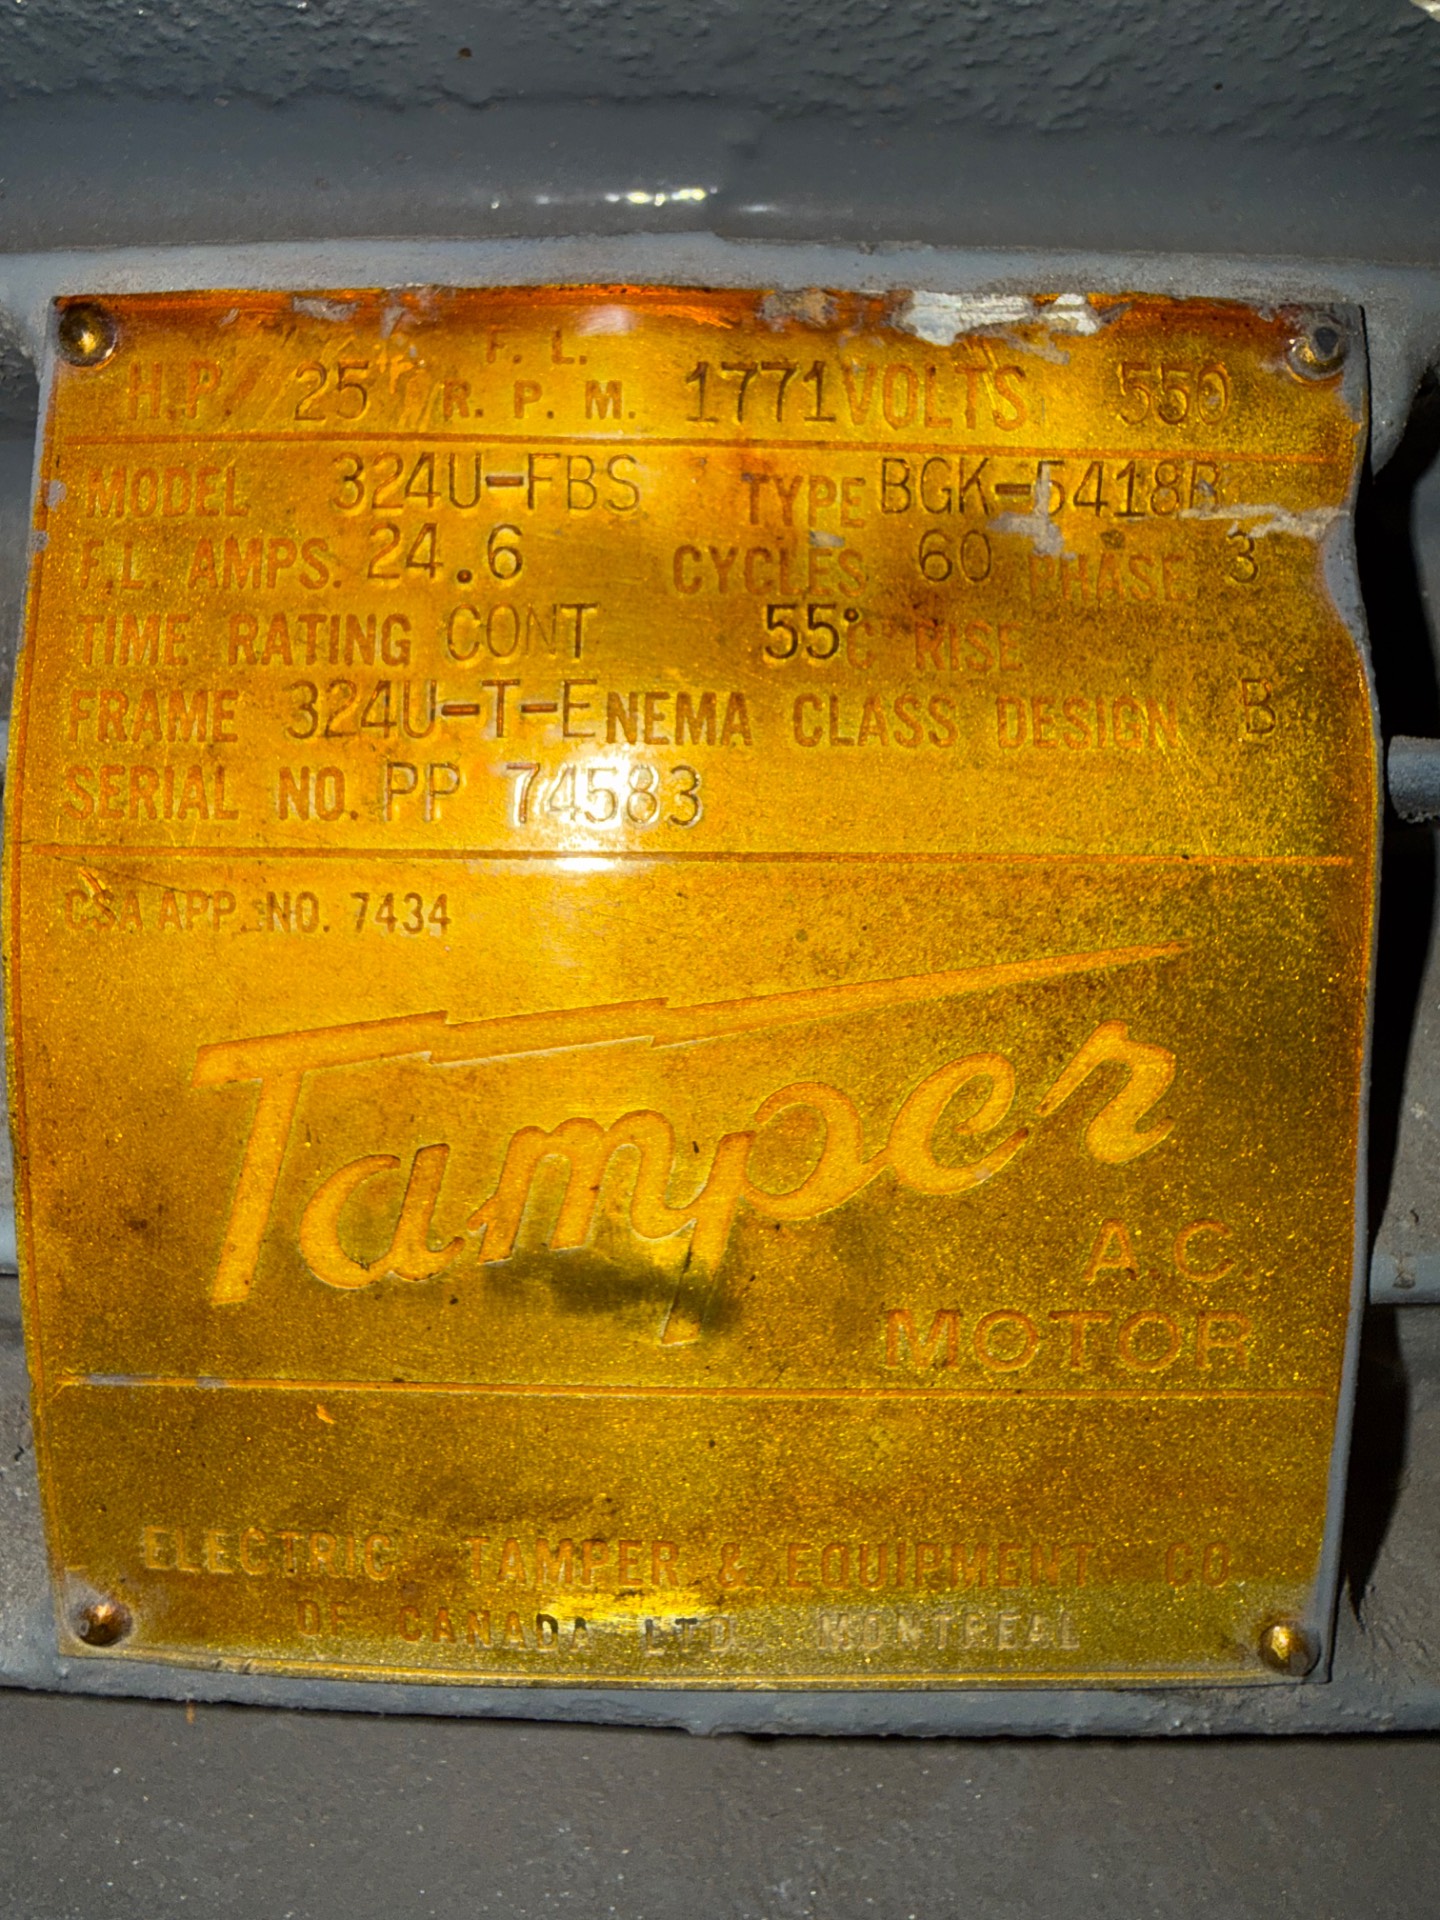 H.P. 25 F. L. R. P. M. 1771 VOLTS 550
MODEL 324U-FBS TYPE BGK-5418B
F.L. AMPS. 24.6 CYCLES 60 PHASE 3
TIME RATING CONT 55°C RISE
FRAME 324U-T-E NEMA CLASS DESIGN B
SERIAL NO. PP 74583
CSA APP. NO. 7434
Tamper
A.C.
MOTOR
ELECTRIC TAMPER & EQUIPMENT CO
OF CANADA LTD. MONTREAL